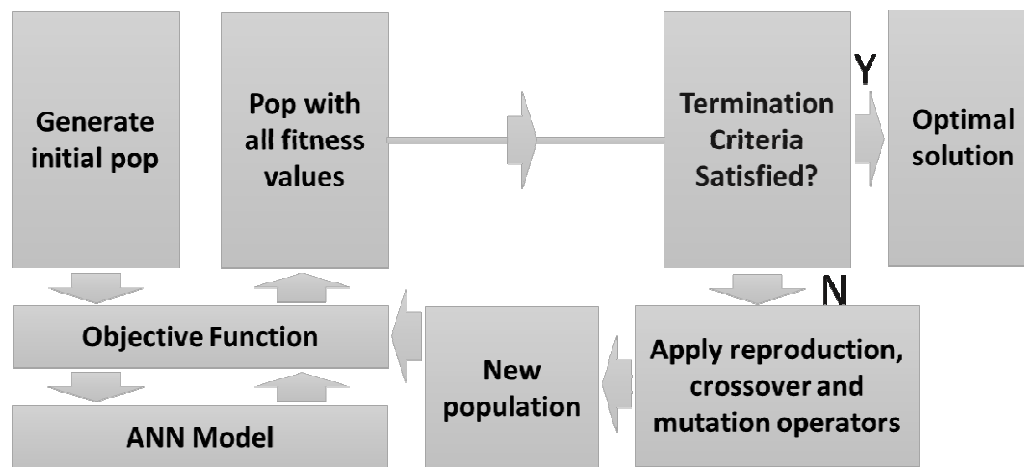 Generate
initial pop
Pop with
all fitness
values
Termination
Criteria
Satisfied?
Y
Optimal
solution
N
Objective Function
ANN Model
New
population
Apply reproduction,
crossover and
mutation operators